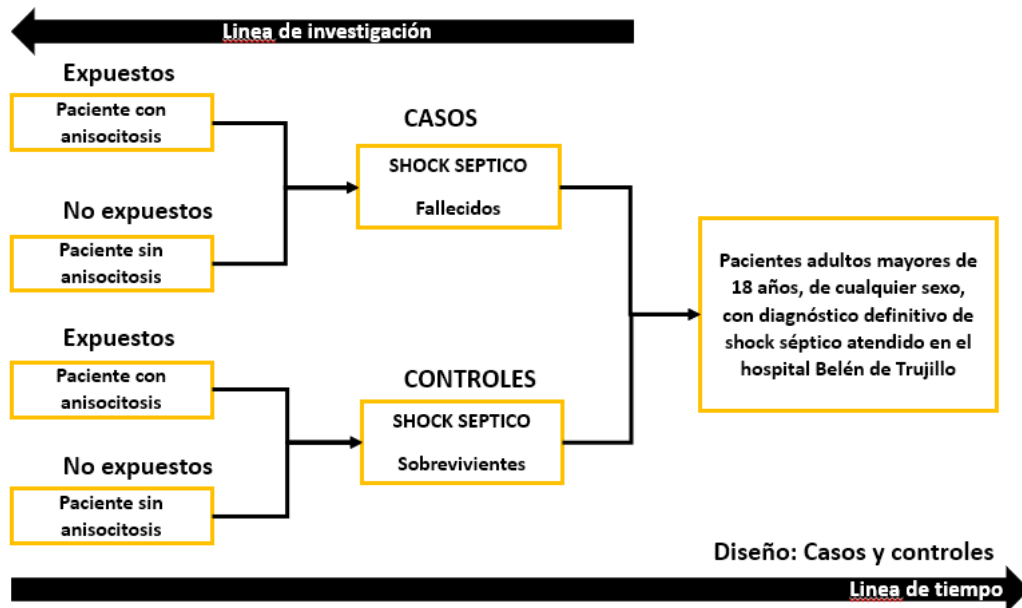 Linea de investigación
Expuestos
Paciente con
anisocitosis
No expuestos
Paciente sin
anisocitosis
CASOS
SHOCK SEPTICO
Fallecidos
Expuestos
Paciente con
anisocitosis
No expuestos
Paciente sin
anisocitosis
CONTROLES
SHOCK SEPTICO
Sobrevivientes
Pacientes adultos mayores de
18 años, de cualquier sexo,
con diagnóstico definitivo de
shock séptico atendido en el
hospital Belén de Trujillo
Diseño: Casos y controles
Linea de tiempo